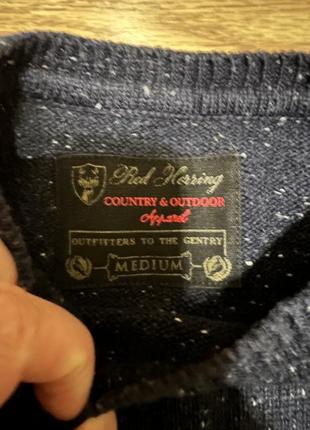 Red Herring
COUNTRY & OUTDOOR
Apparel
OUTFITTERS TO THE GENTRY
MEDIUM